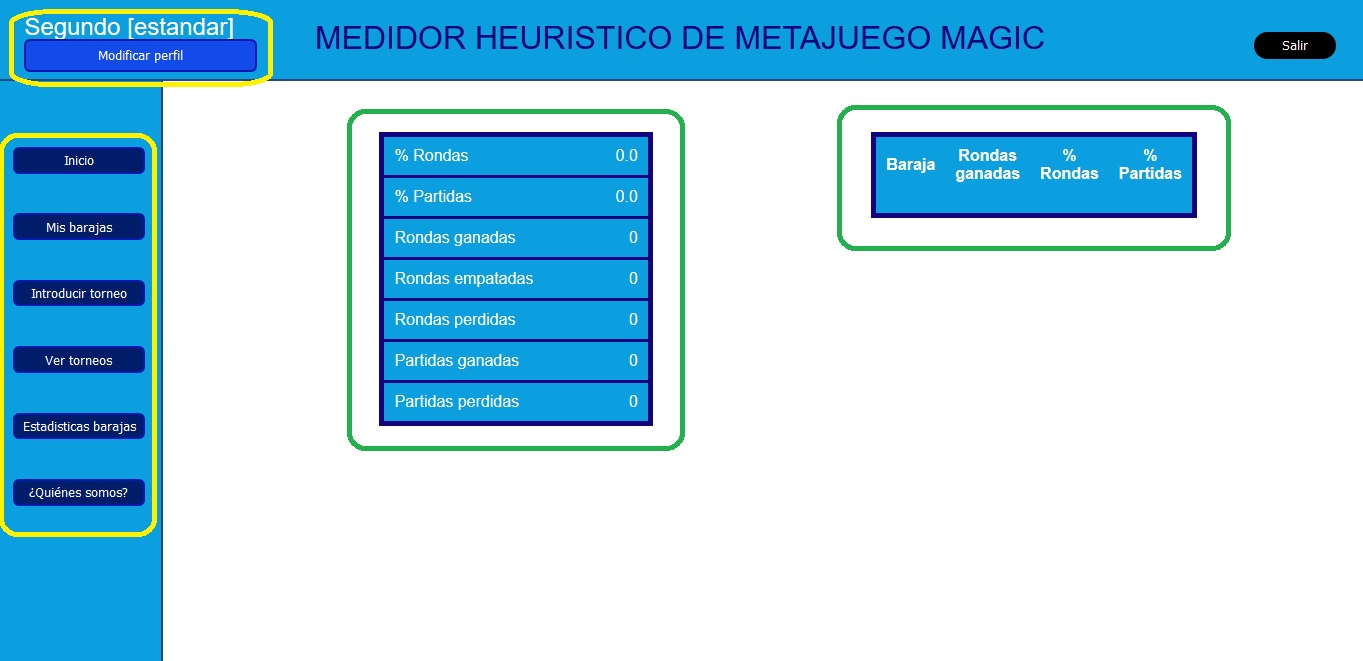 Segundo [estandar]
Modificar perfil
MEDIDOR HEURISTICO DE METAJUEGO MAGIC
Salir
Inicio
Mis barajas
Introducir torneo
Ver torneos
Estadisticas barajas
¿Quiénes somos?
% Rondas 0.0
% Partidas 0.0
Rondas ganadas 0
Rondas empatadas 0
Rondas perdidas 0
Partidas ganadas 0
Partidas perdidas 0
Baraja
Rondas
ganadas
%
Rondas
%
Partidas